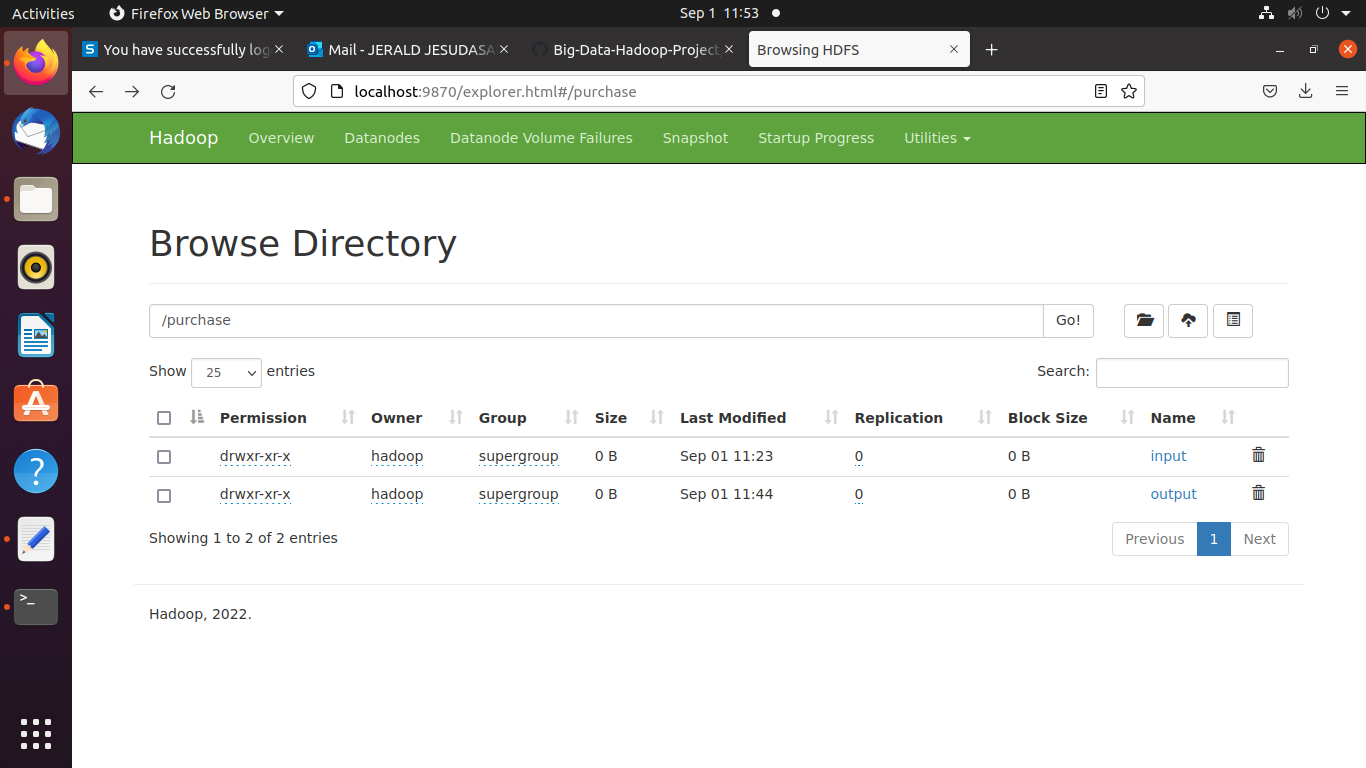 Activities Firefox Web Browser Sep 1 11:53
You have successfully log Mail - JERALD JESUDASA Big-Data-Hadoop-Project Browsing HDFS
localhost:9870/explorer.html#/purchase
Hadoop Overview Datanodes Datanode Volume Failures Snapshot Startup Progress Utilities
Browse Directory
/purchase Go!
Show 25 entries Search:
Permission Owner Group Size Last Modified Replication Block Size Name
drwxr-xr-x hadoop supergroup 0 B Sep 01 11:23 0 0 B input
drwxr-xr-x hadoop supergroup 0 B Sep 01 11:44 0 0 B output
Showing 1 to 2 of 2 entries Previous 1 Next
Hadoop, 2022.